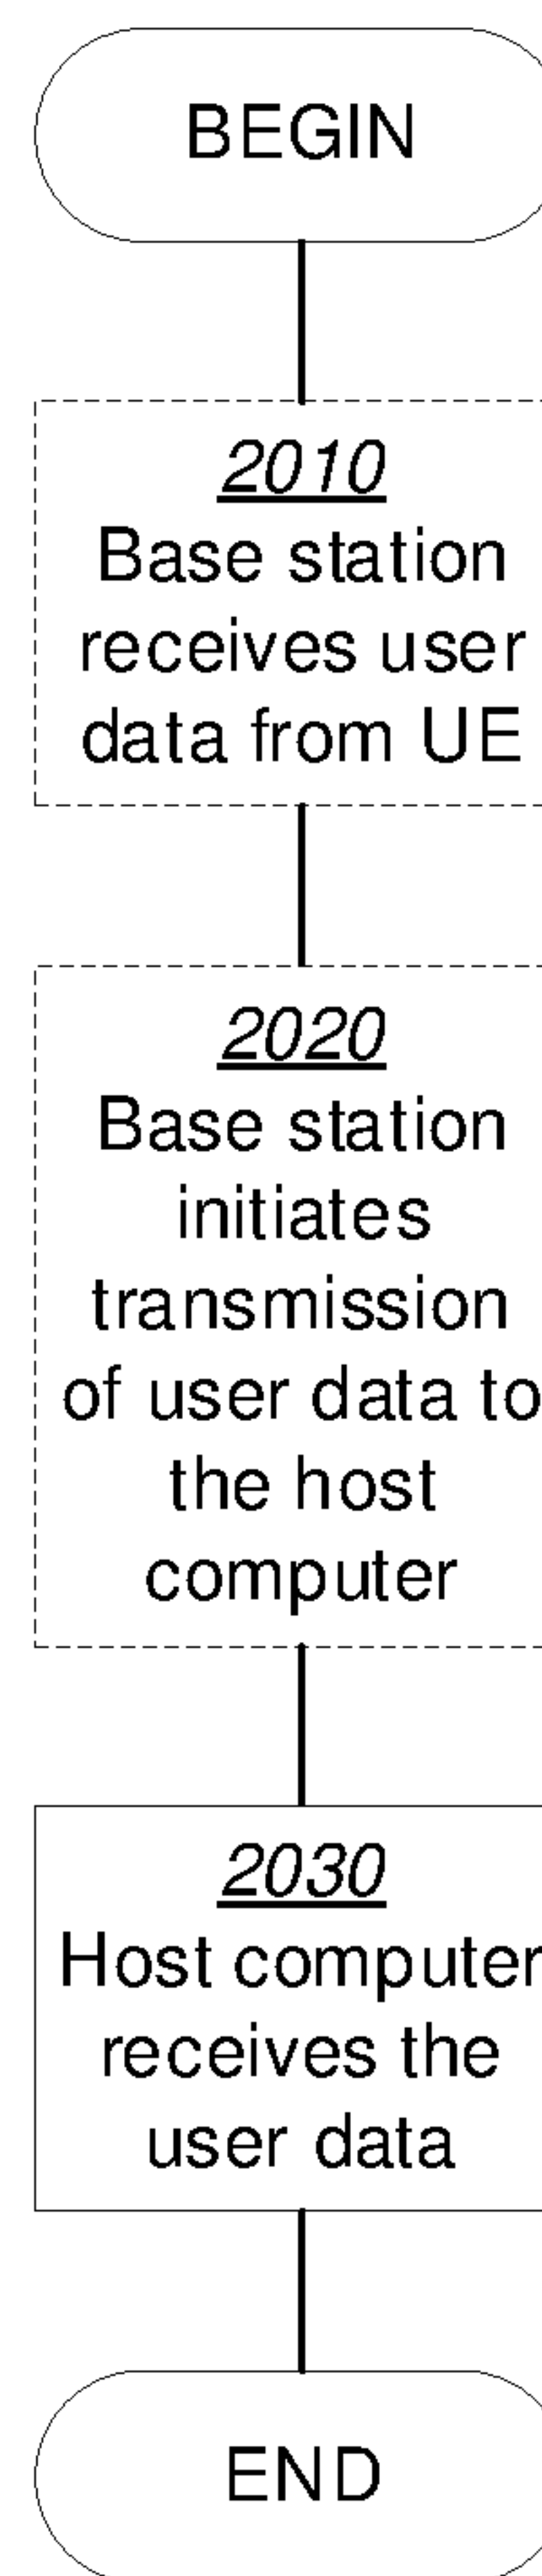 BEGIN
2010
Base station
receives user
data from UE
2020
Base station
initiates
transmission
of user data to
the host
computer
2030
Host computer
receives the
user data
END